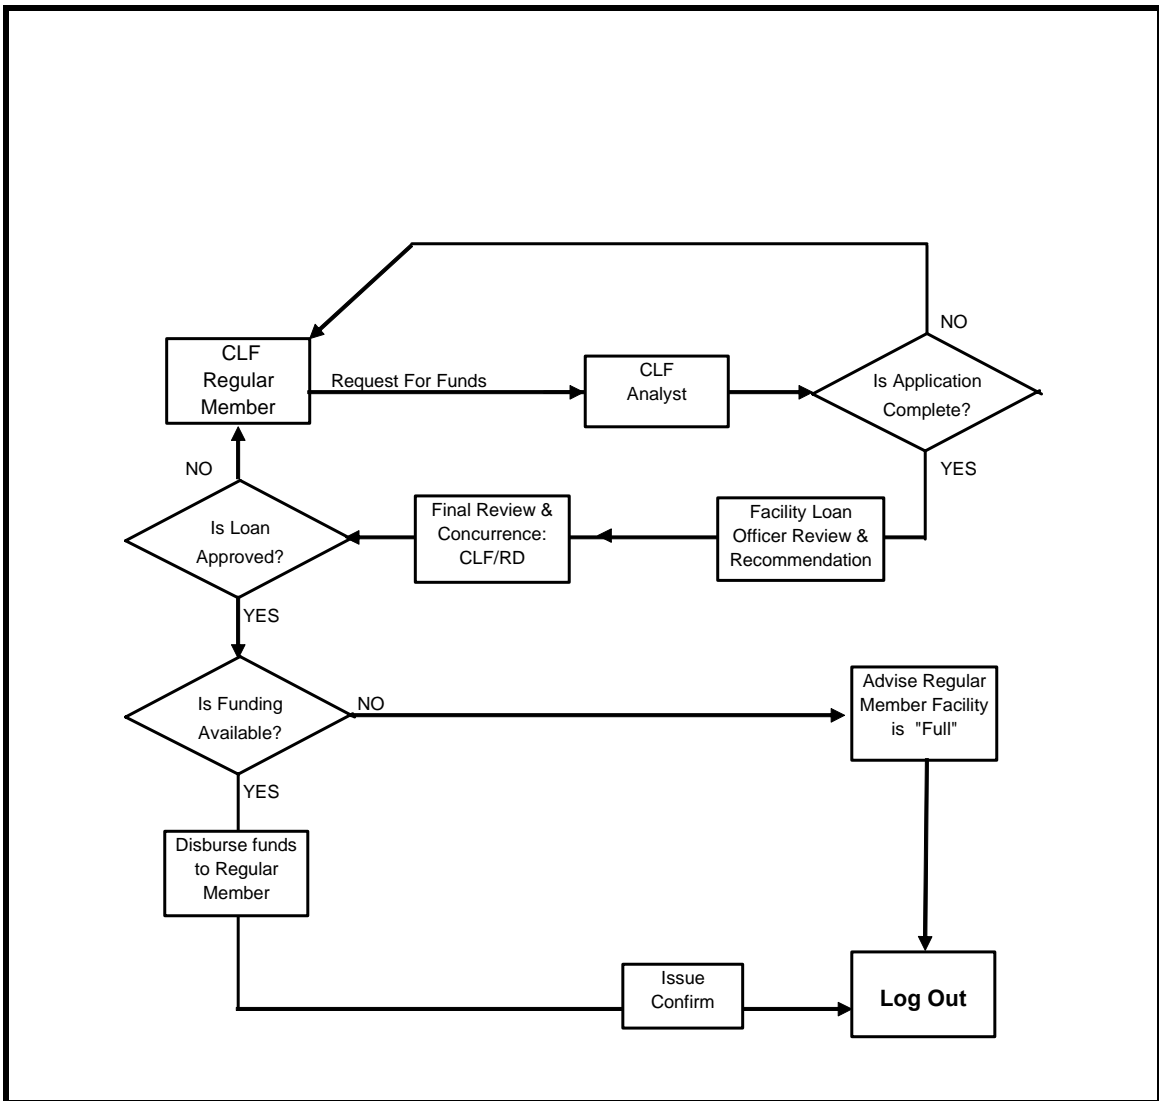 NO
CLF
Regular
Member
Request For Funds
CLF
Analyst
Is Application
Complete?
YES
NO
Is Loan
Approved?
Final Review &
Concurrence:
CLF/RD
Facility Loan
Officer Review &
Recommendation
YES
Is Funding
Available?
NO
Advise Regular
Member Facility
is "Full"
YES
Disburse funds
to Regular
Member
Issue
Confirm
Log Out